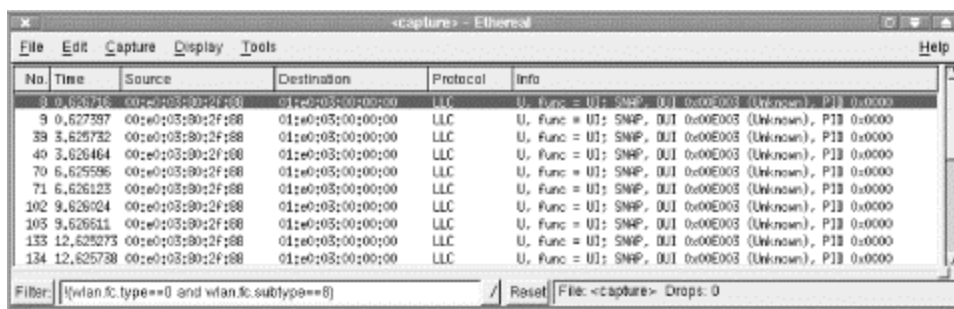 <capture> - Ethereal
File Edit Capture Display Tools Help
No. Time Source Destination Protocol Info
8 0.626716 00:e0:03:80:2f:88 01:e0:03:00:00:00 LLC U, func = UI; SNAP, OUI 0x00E003 (Unknown), PID 0x0000
9 0.627397 00:e0:03:80:2f:88 01:e0:03:00:00:00 LLC U, func = UI; SNAP, OUI 0x00E003 (Unknown), PID 0x0000
39 3.625732 00:e0:03:80:2f:88 01:e0:03:00:00:00 LLC U, func = UI; SNAP, OUI 0x00E003 (Unknown), PID 0x0000
40 3.626464 00:e0:03:80:2f:88 01:e0:03:00:00:00 LLC U, func = UI; SNAP, OUI 0x00E003 (Unknown), PID 0x0000
70 6.625596 00:e0:03:80:2f:88 01:e0:03:00:00:00 LLC U, func = UI; SNAP, OUI 0x00E003 (Unknown), PID 0x0000
71 6.626123 00:e0:03:80:2f:88 01:e0:03:00:00:00 LLC U, func = UI; SNAP, OUI 0x00E003 (Unknown), PID 0x0000
102 9.626024 00:e0:03:80:2f:88 01:e0:03:00:00:00 LLC U, func = UI; SNAP, OUI 0x00E003 (Unknown), PID 0x0000
103 9.626611 00:e0:03:80:2f:88 01:e0:03:00:00:00 LLC U, func = UI; SNAP, OUI 0x00E003 (Unknown), PID 0x0000
133 12.625273 00:e0:03:80:2f:88 01:e0:03:00:00:00 LLC U, func = UI; SNAP, OUI 0x00E003 (Unknown), PID 0x0000
134 12.625738 00:e0:03:80:2f:88 01:e0:03:00:00:00 LLC U, func = UI; SNAP, OUI 0x00E003 (Unknown), PID 0x0000
Filter: !(wlan.fc.type==0 and wlan.fc.subtype==8) / Reset File: <capture> Drops: 0